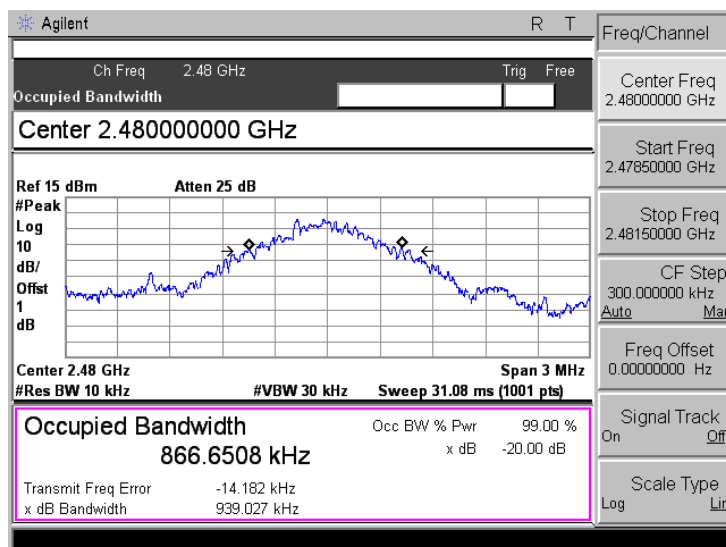 Agilent R T
Ch Freq 2.48 GHz Trig Free
Occupied Bandwidth
Center 2.480000000 GHz
Ref 15 dBm Atten 25 dB
#Peak
Log
10
dB/
Offst
1
dB
Center 2.48 GHz Span 3 MHz
#Res BW 10 kHz #VBW 30 kHz Sweep 31.08 ms (1001 pts)
Occupied Bandwidth
866.6508 kHz
Occ BW % Pwr 99.00 %
x dB -20.00 dB
Transmit Freq Error -14.182 kHz
x dB Bandwidth 939.027 kHz
Freq/Channel
Center Freq
2.48000000 GHz
Start Freq
2.47850000 GHz
Stop Freq
2.48150000 GHz
CF Step
300.000000 kHz
Auto Mar
Freq Offset
0.00000000 Hz
Signal Track
On Off
Scale Type
Log Lin